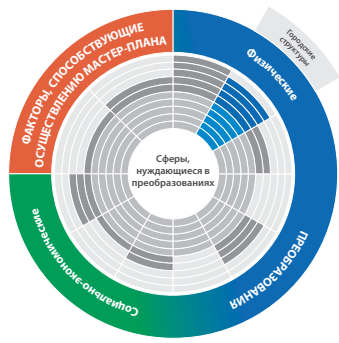 ФАКТОРЫ, СПОСОБСТВУЮЩИЕ
ОСУЩЕСТВЛЕНИЮ МАСТЕР-ПЛАНА
Городские
структуры
Физические
Сферы,
нуждающиеся в
преобразованиях
Социально-экономические
ПРЕОБРАЗОВАНИЯ